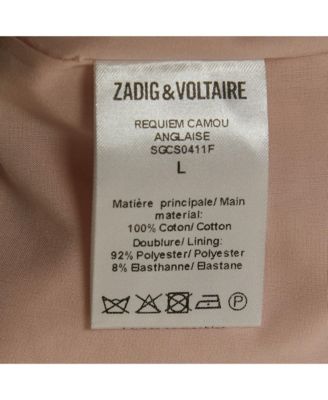 ZADIG & VOLTAIRE
REQUIEM CAMOU
ANGLAISE
SGCS0411F
L
Matière principale/ Main
material:
100% Coton/ Cotton
Doublure/ Lining:
92% Polyester/ Polyester
8% Elasthanne/ Elastane
P